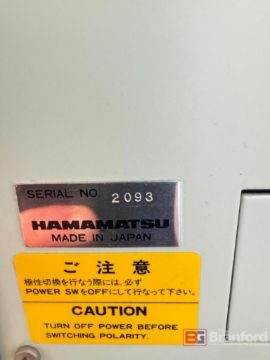 SERIAL NO. 2093
HAMAMATSU
MADE IN JAPAN
ご注意
極性切換を行なう際には、必ず
POWER SWをOFFにして行なって下さい。
CAUTION
TURN OFF POWER BEFORE
SWITCHING POLARITY.
BG Branford